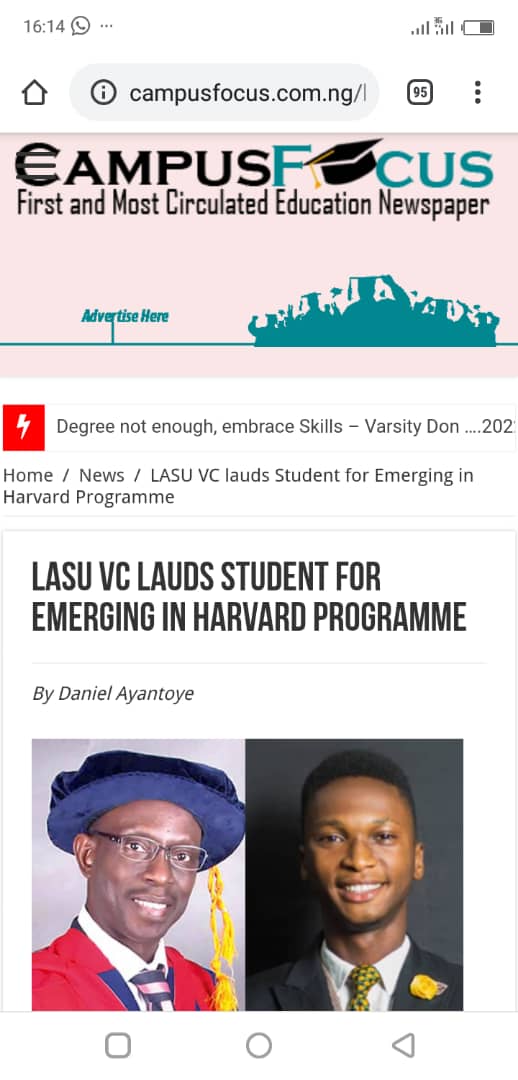 16:14
campusfocus.com.ng/l
95
CAMPUSFOCUS
First and Most Circulated Education Newspaper
Advertise Here
Degree not enough, embrace Skills – Varsity Don ....202
Home / News / LASU VC lauds Student for Emerging in
Harvard Programme
LASU VC LAUDS STUDENT FOR
EMERGING IN HARVARD PROGRAMME
By Daniel Ayantoye